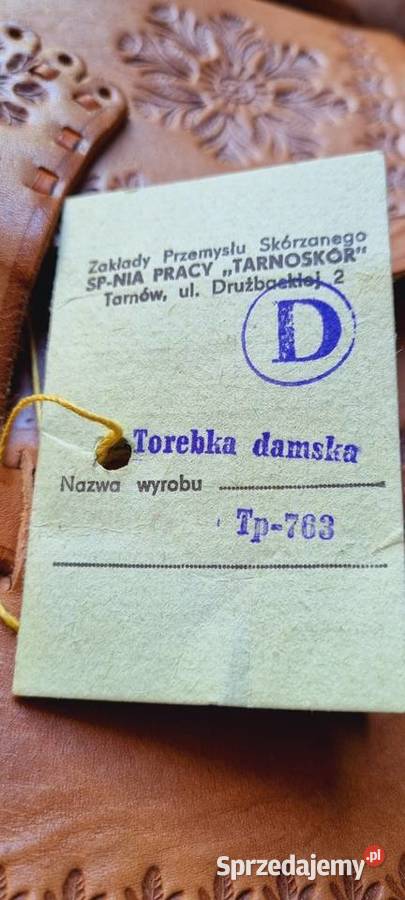 Zakłady Przemysłu Skórzanego
SP-NIA PRACY „TARNOSKÓR"
Tarnów, ul. Drużbackiej 2
D
Torebka damska
Nazwa wyrobu
Tp-763
Sprzedajemy.pl